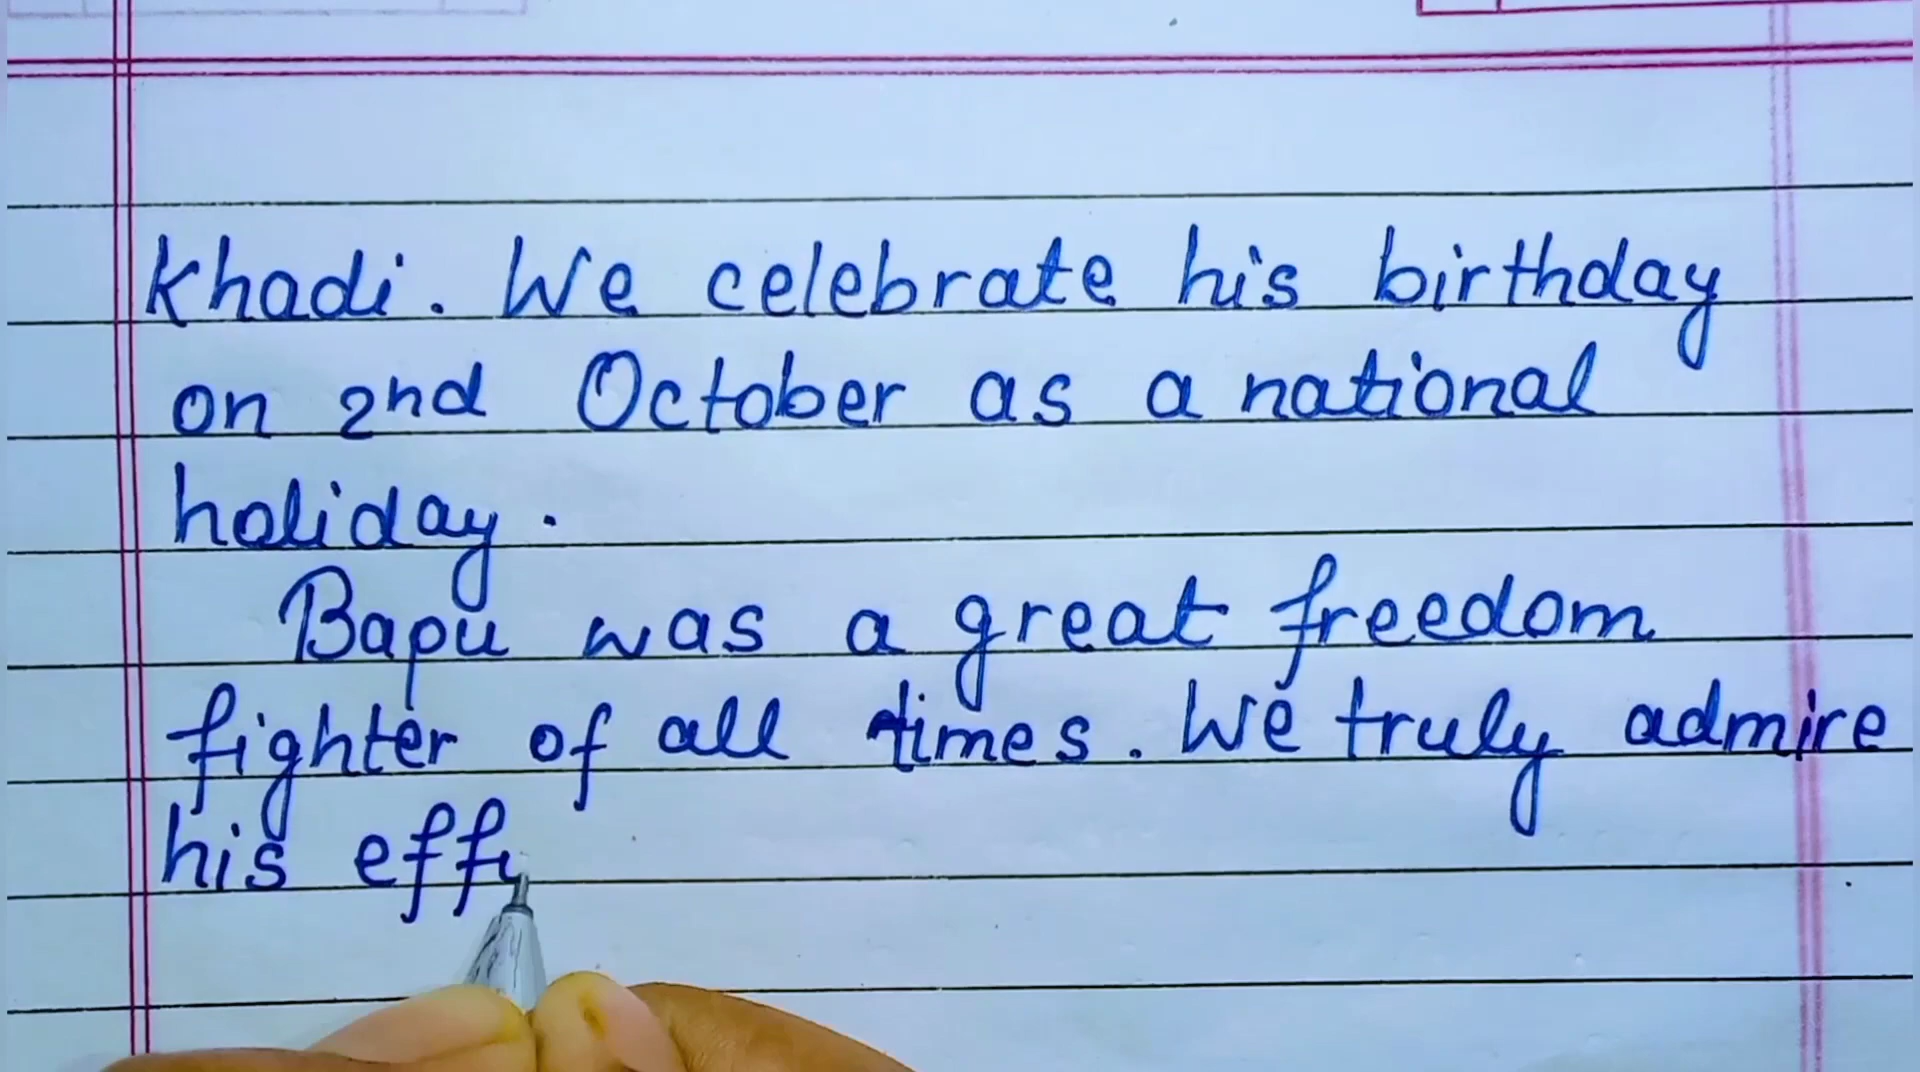 khadi. We celebrate his birthday
on 2nd October as a national
holiday.
Bapu was a great freedom
fighter of all times. We truly admire
his eff